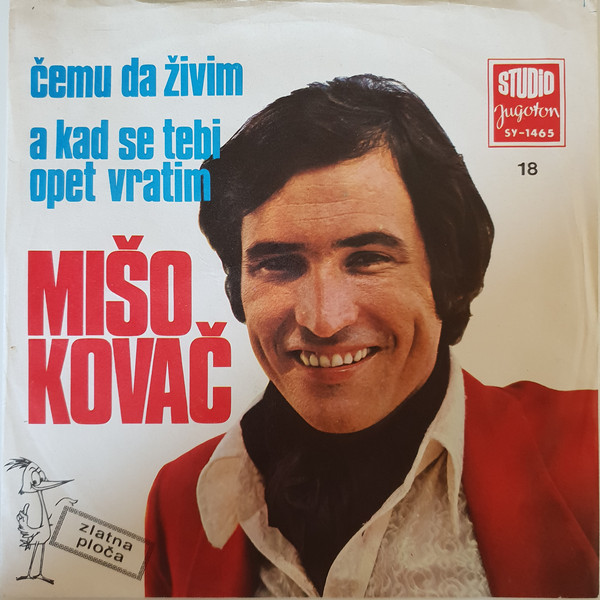 čemu da živim
a kad se tebi
opet vratim
MIŠO
KOVAČ
STUDIO
Jugoton
SY-1465
18
zlatna
ploča